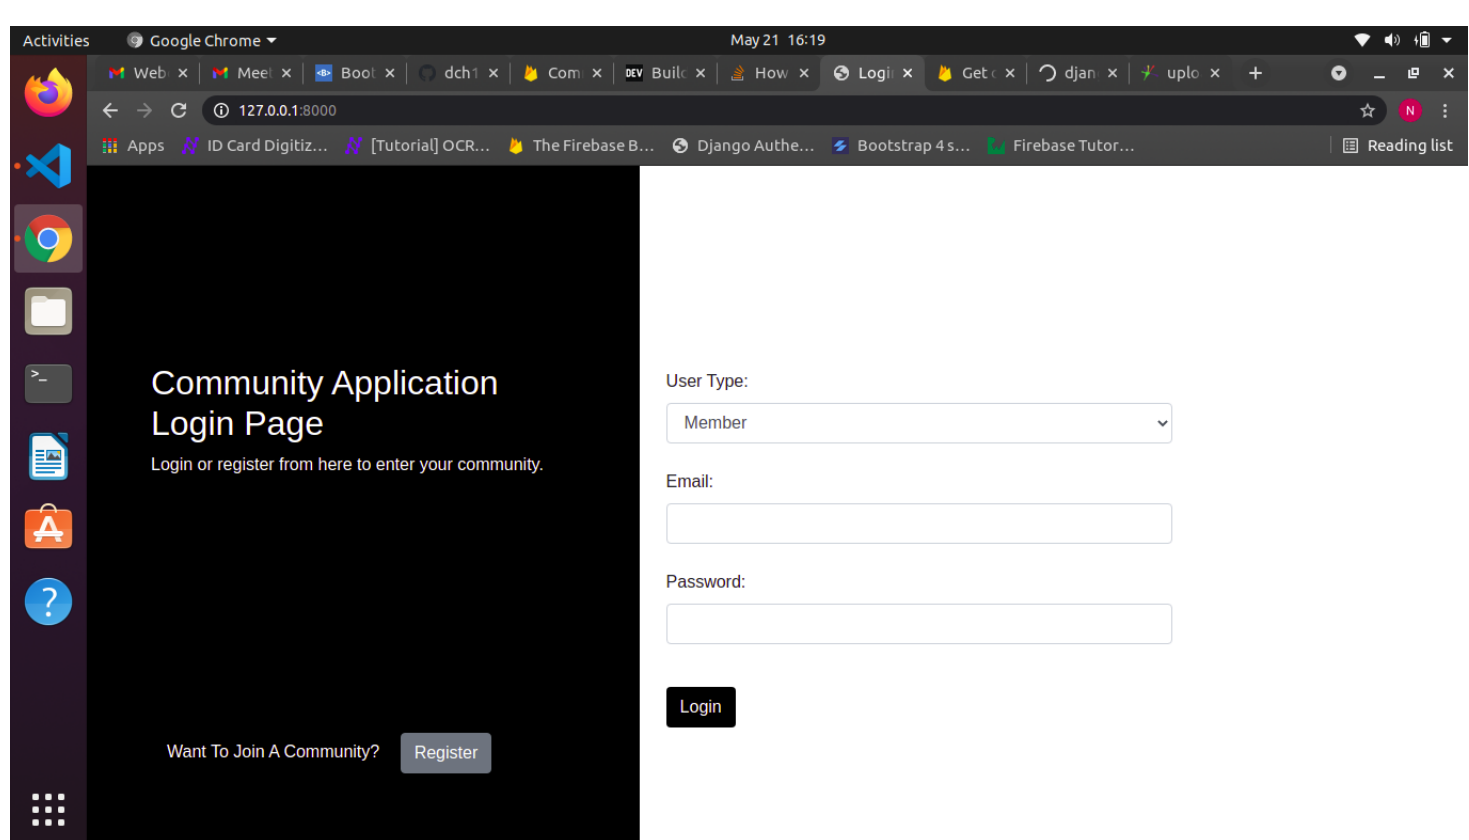 Activities Google Chrome May 21 16:19
Web Meet Boot dch1 Com DEV Build How Login Get djan uplo
127.0.0.1:8000 N
Apps ID Card Digitiz... [Tutorial] OCR... The Firebase B... Django Authe... Bootstrap 4 s... Firebase Tutor... Reading list
Community Application
Login Page
Login or register from here to enter your community.
Want To Join A Community? Register
User Type:
Member
Email:
Password:
Login